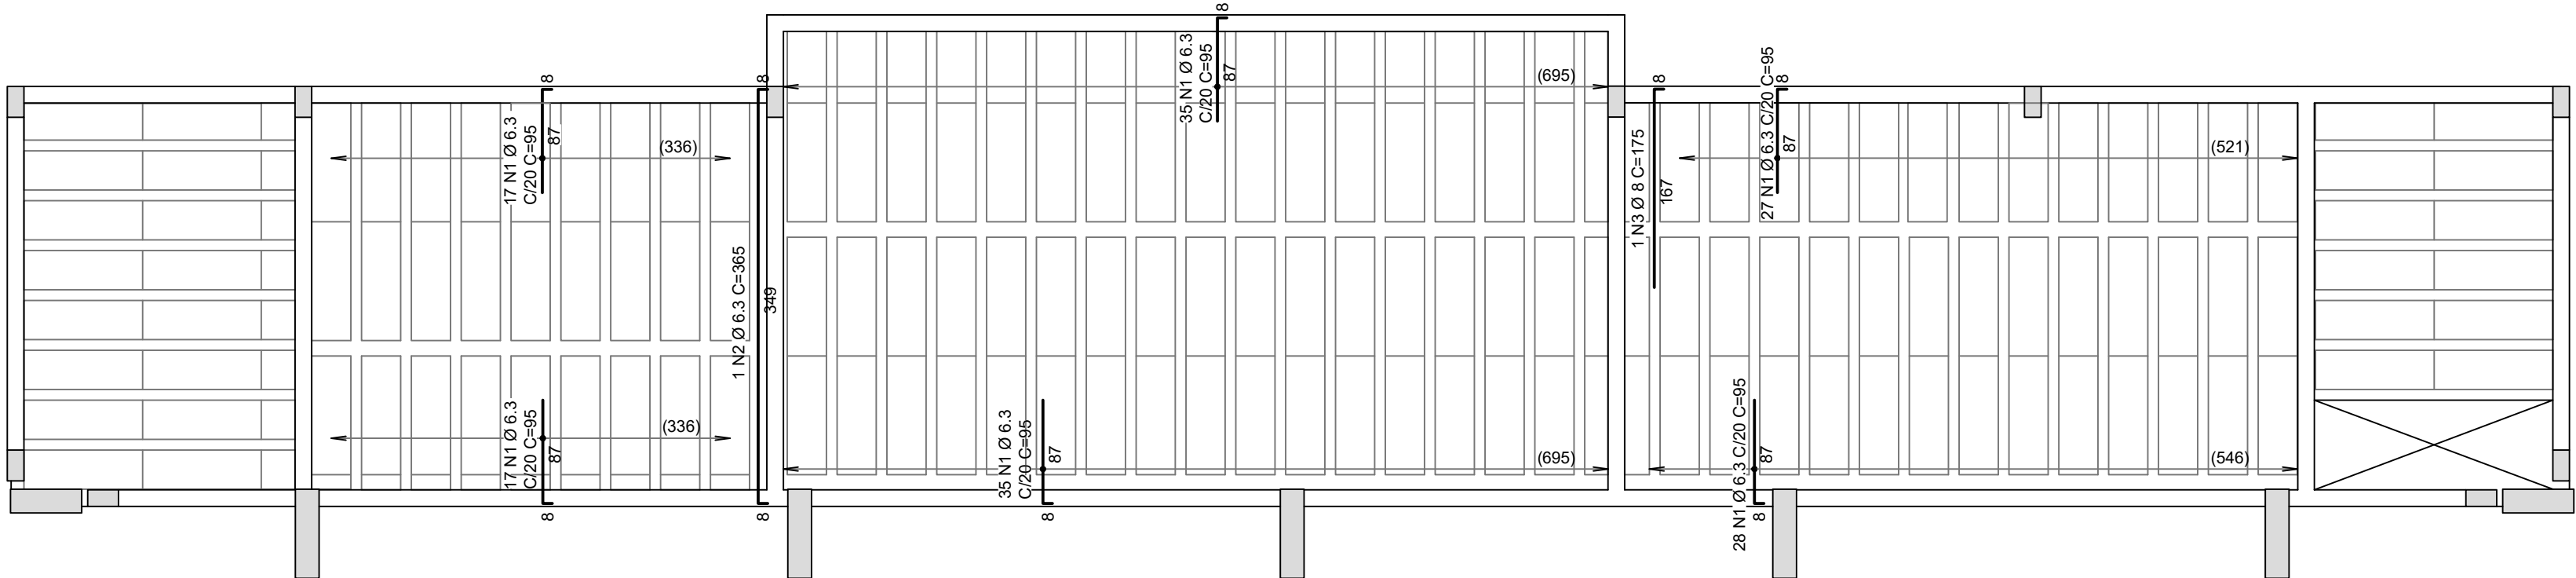 8
17 N1 Ø 6.3
C/20 C=95
87
(336)
17 N1 Ø 6.3
C/20 C=95
87
(336)
8
8
1 N2 Ø 6.3 C=365
349
8
8
35 N1 Ø 6.3
C/20 C=95
87
(695)
35 N1 Ø 6.3
C/20 C=95
87
(695)
8
8
1 N3 Ø 8 C=175
167
8
27 N1 Ø 6.3 C/20 C=95
87
(521)
28 N1 Ø 6.3 C/20 C=95
87
(546)
8